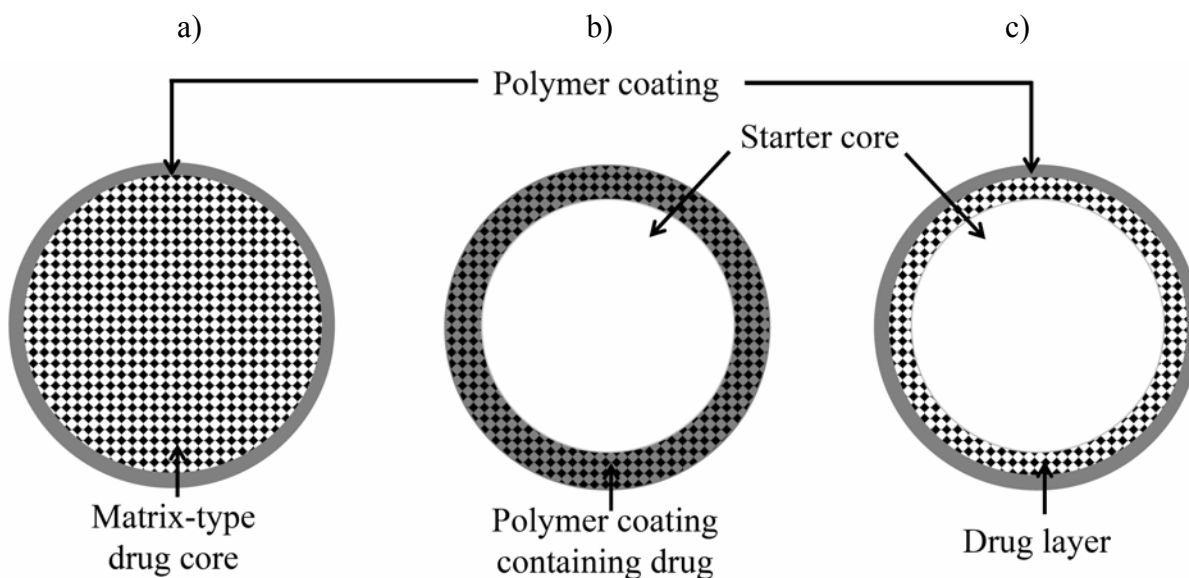 a)
b)
c)
Polymer coating
Starter core
Matrix-type
drug core
Polymer coating
containing drug
Drug layer